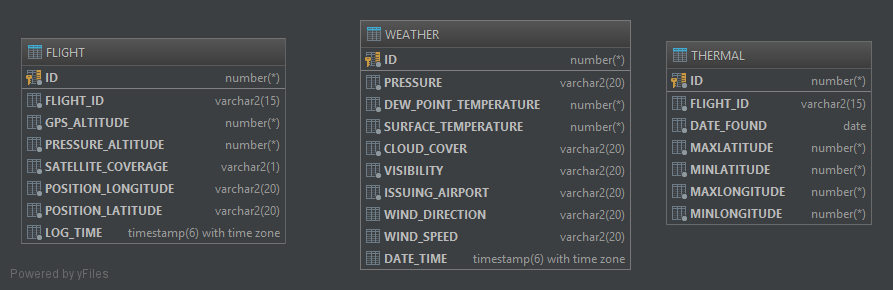 FLIGHT
ID number(*)
FLIGHT_ID varchar2(15)
GPS_ALTITUDE number(*)
PRESSURE_ALTITUDE number(*)
SATELLITE_COVERAGE varchar2(1)
POSITION_LONGITUDE varchar2(20)
POSITION_LATITUDE varchar2(20)
LOG_TIME timestamp(6) with time zone
WEATHER
ID number(*)
PRESSURE varchar2(20)
DEW_POINT_TEMPERATURE number(*)
SURFACE_TEMPERATURE number(*)
CLOUD_COVER varchar2(20)
VISIBILITY varchar2(20)
ISSUING_AIRPORT varchar2(20)
WIND_DIRECTION varchar2(20)
WIND_SPEED varchar2(20)
DATE_TIME timestamp(6) with time zone
THERMAL
ID number(*)
FLIGHT_ID varchar2(15)
DATE_FOUND date
MAXLATITUDE number(*)
MINLATITUDE number(*)
MAXLONGITUDE number(*)
MINLONGITUDE number(*)
Powered by yFiles